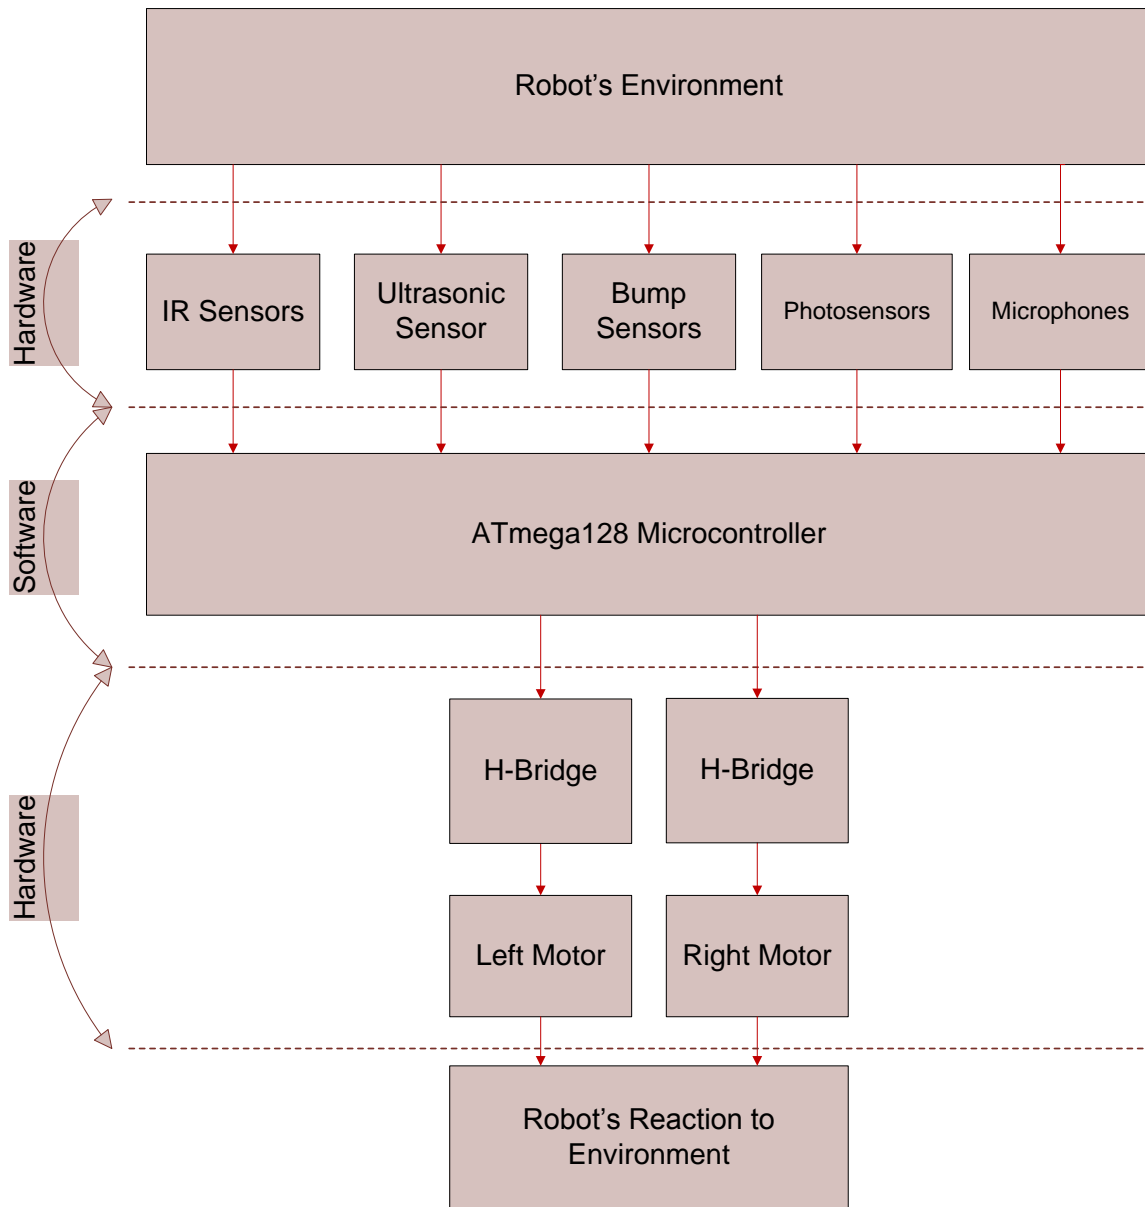 Robot's Environment
Hardware
IR Sensors
Ultrasonic
Sensor
Bump
Sensors
Photosensors
Microphones
Software
ATmega128 Microcontroller
Hardware
H-Bridge
H-Bridge
Left Motor
Right Motor
Robot's Reaction to
Environment